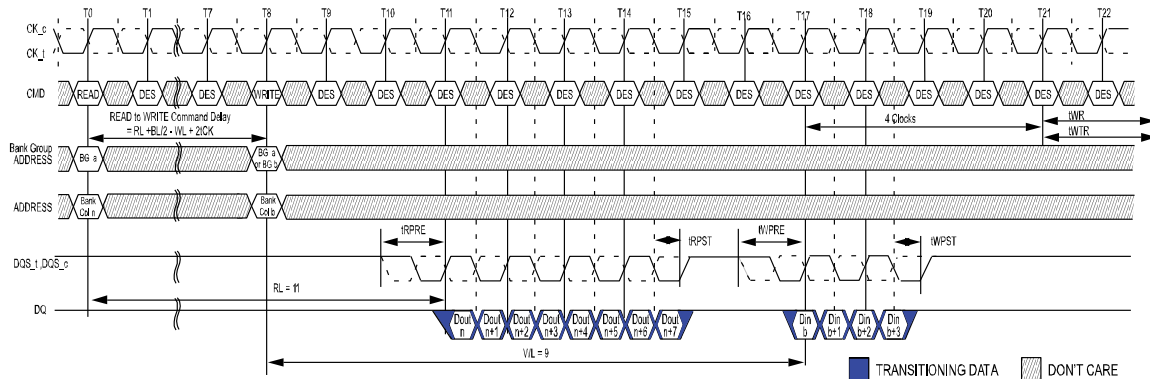 T0 T1 T7 T8 T9 T10 T11 T12 T13 T14 T15 T16 T17 T18 T19 T20 T21 T22
CK_c
CK_t
CMD READ DES DES WRITE DES DES DES DES DES DES DES DES DES DES DES DES DES DES
READ to WRITE Command Delay
= RL +BL/2 - WL + 2tCK
4 Clocks
tWR
tWTR
Bank Group
ADDRESS
BG a
BG a
or BG b
ADDRESS
Bank
Col n
Bank
Col b
tRPRE tRPST tWPRE tWPST
DQS_t,DQS_c
RL = 11
DQ
Dout
n
Dout
n+1
Dout
n+2
Dout
n+3
Dout
n+4
Dout
n+5
Dout
n+6
Dout
n+7
Din
b
Din
b+1
Din
b+2
Din
b+3
WL = 9
TRANSITIONING DATA
DON'T CARE